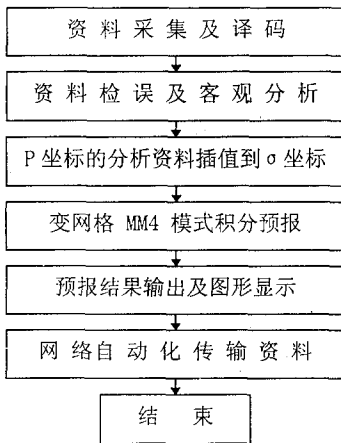 资料采集及译码
资料检误及客观分析
P坐标的分析资料插值到σ坐标
变网格 MM4 模式积分预报
预报结果输出及图形显示
网络自动化传输资料
结 束